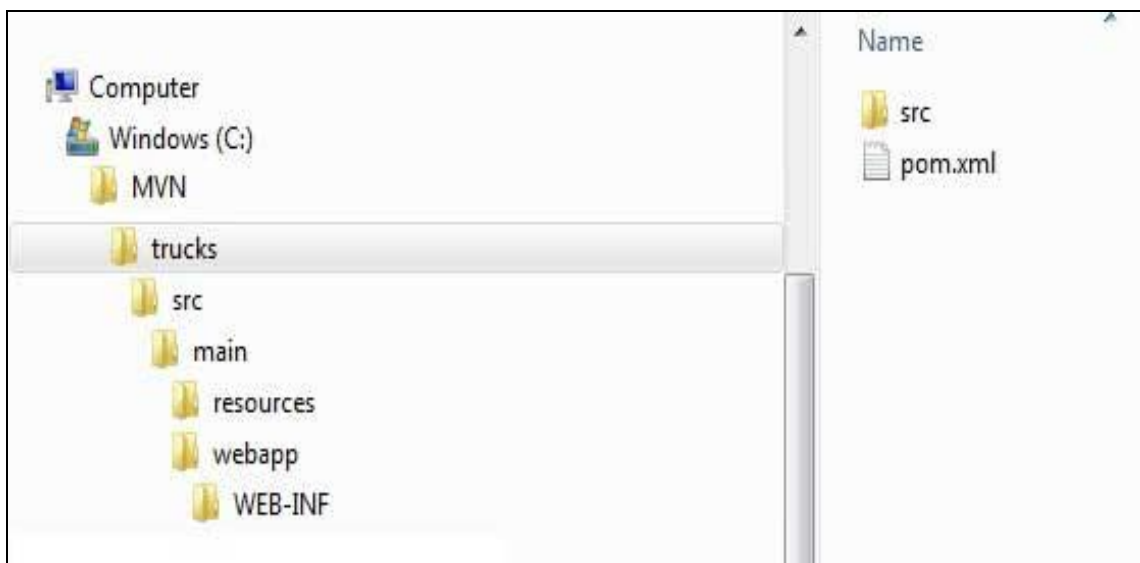 Computer
Windows (C:)
MVN
trucks
src
main
resources
webapp
WEB-INF
Name
src
pom.xml